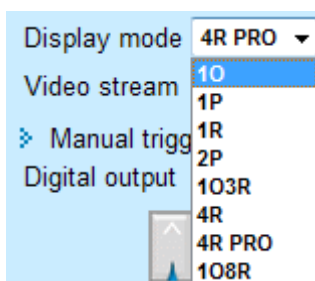 Display mode 4R PRO
1O
Video stream
1P
1R
Manual trigg
2P
Digital output
1O3R
4R
4R PRO
1O8R